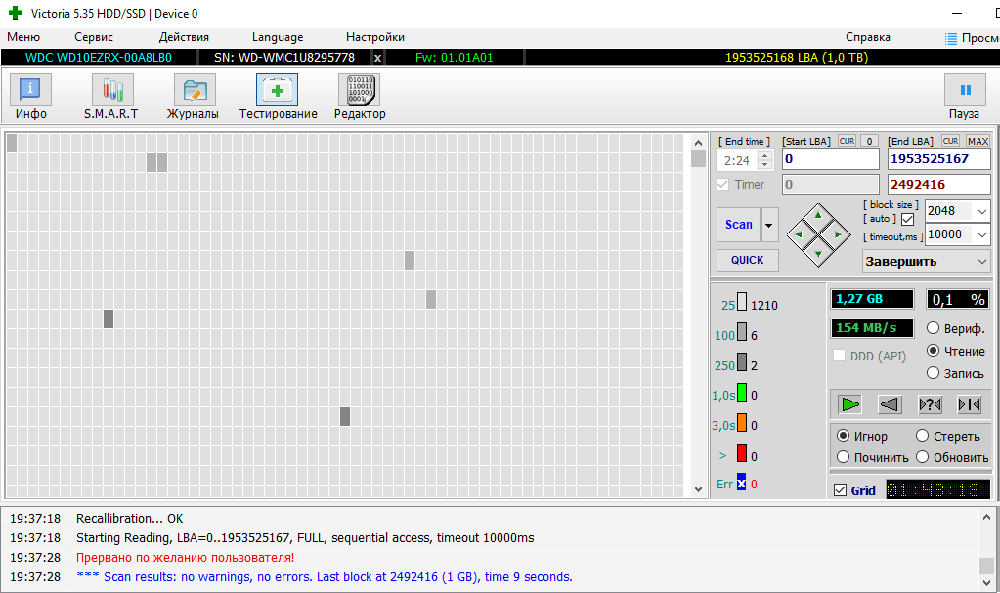 Victoria 5.35 HDD/SSD | Device 0
Меню Сервис Действия Language Настройки Справка Просм
WDC WD10EZRX-00A8LB0 SN: WD-WMC1U8295778 x Fw: 01.01A01 1953525168 LBA (1,0 TB)
Инфо S.M.A.R.T Журналы Тестирование Редактор Пауза
010110
110011
101000
0001
[ End time ] [Start LBA] CUR 0 [End LBA] CUR MAX
2:24 0 1953525167
Timer 0 2492416
[ block size ] 2048
[ auto ]
Scan [ timeout,ms ] 10000
QUICK Завершить
25 1210 1,27 GB 0,1 %
100 6 154 MB/s Вериф.
DDD (API) Чтение
250 2 Запись
1,0s 0
3,0s 0 Игнор Стереть
> 0 Починить Обновить
Err x 0 Grid 01:48:19
19:37:18 Recallibration... OK
19:37:18 Starting Reading, LBA=0..1953525167, FULL, sequential access, timeout 10000ms
19:37:28 Прервано по желанию пользователя!
19:37:28 *** Scan results: no warnings, no errors. Last block at 2492416 (1 GB), time 9 seconds.